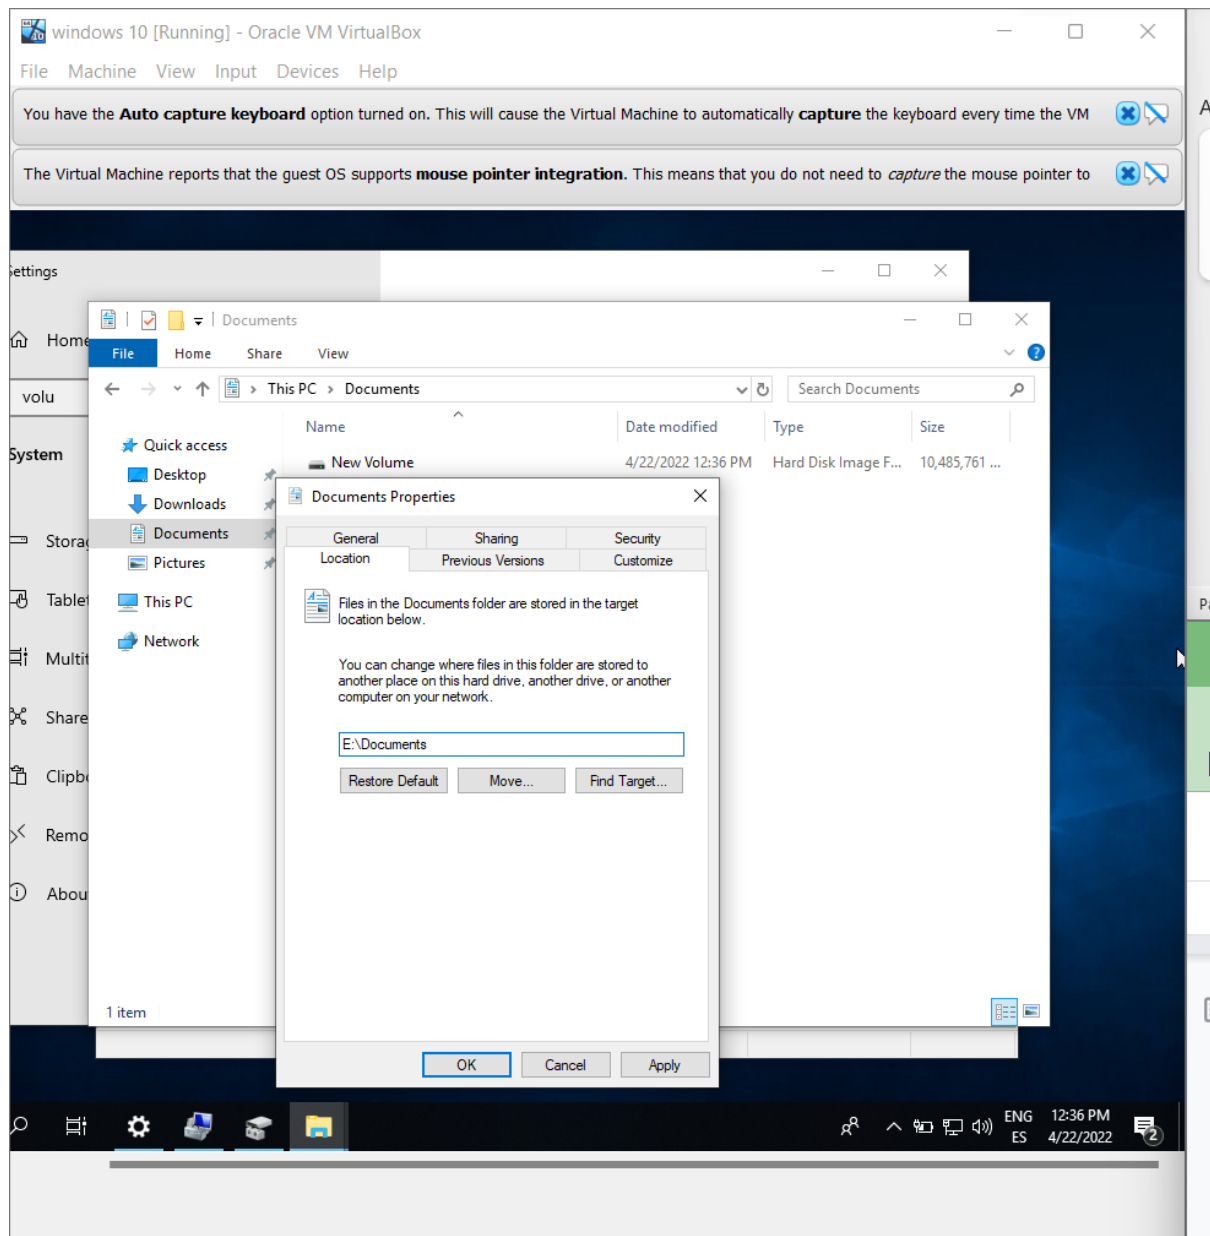 windows 10 [Running] - Oracle VM VirtualBox
File Machine View Input Devices Help
You have the Auto capture keyboard option turned on. This will cause the Virtual Machine to automatically capture the keyboard every time the VM
The Virtual Machine reports that the guest OS supports mouse pointer integration. This means that you do not need to capture the mouse pointer to
Settings
Home
volu
System
Storag
Tablet
Multit
Share
Clipbo
Remo
Abou
Documents
File Home Share View
This PC > Documents
Search Documents
Quick access
Desktop
Downloads
Documents
Pictures
This PC
Network
Name Date modified Type Size
New Volume 4/22/2022 12:36 PM Hard Disk Image F... 10,485,761 ...
1 item
Documents Properties
General Sharing Security
Location Previous Versions Customize
Files in the Documents folder are stored in the target
location below.
You can change where files in this folder are stored to
another place on this hard drive, another drive, or another
computer on your network.
E:\Documents
Restore Default Move... Find Target...
OK Cancel Apply
ENG
ES
12:36 PM
4/22/2022
2